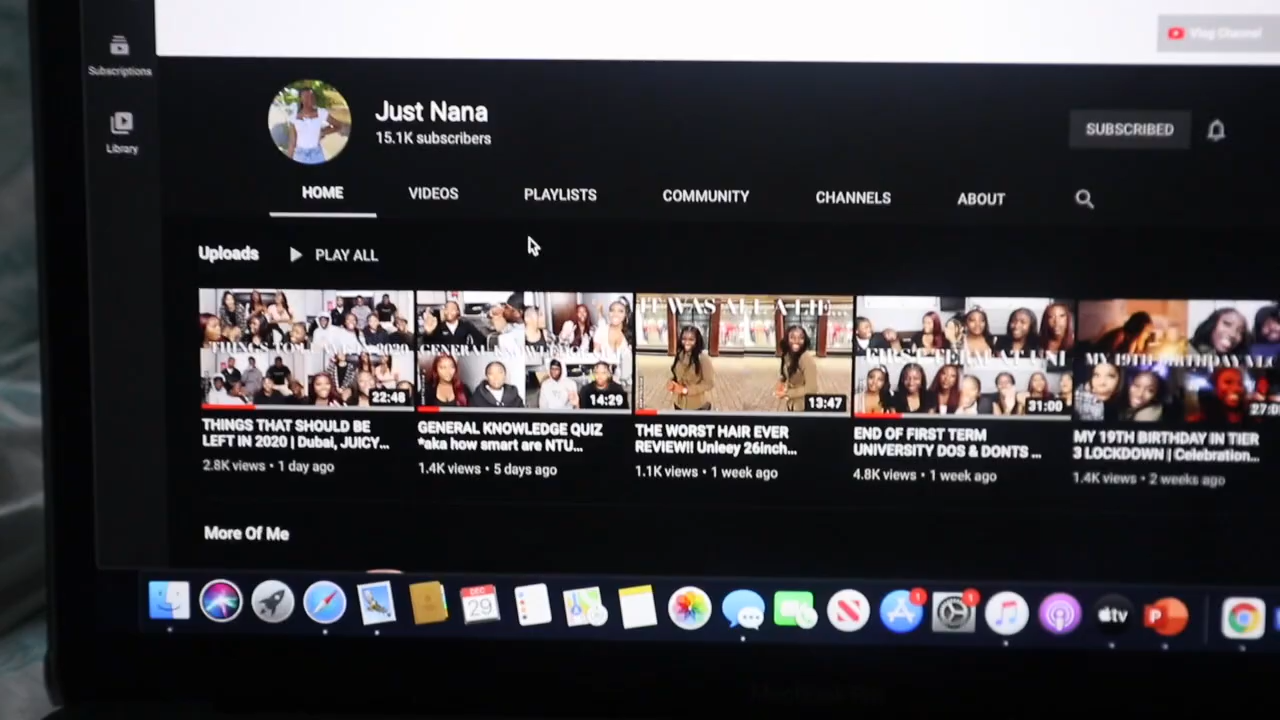 Vlog Channel
Subscriptions
Library
Just Nana
15.1K subscribers
SUBSCRIBED
HOME VIDEOS PLAYLISTS COMMUNITY CHANNELS ABOUT
Uploads PLAY ALL
IT WAS ALL A LIE...
THINGS TO LEAVE IN 2020
GENERAL KNOWLEDGE QUIZ
FIRST TERM AT UNI
MY 19TH BIRTHDAY VLOG
22:48
14:29
13:47
31:00
27:0
THINGS THAT SHOULD BE
LEFT IN 2020 | Dubai, JUICY...
2.8K views • 1 day ago
GENERAL KNOWLEDGE QUIZ
*aka how smart are NTU...
1.4K views • 5 days ago
THE WORST HAIR EVER
REVIEW!! Unleey 26inch...
1.1K views • 1 week ago
END OF FIRST TERM
UNIVERSITY DOS & DONTS ...
4.8K views • 1 week ago
MY 19TH BIRTHDAY IN TIER
3 LOCKDOWN | Celebration...
1.4K views • 2 weeks ago
More Of Me
DEC
29
1
1
tv
P